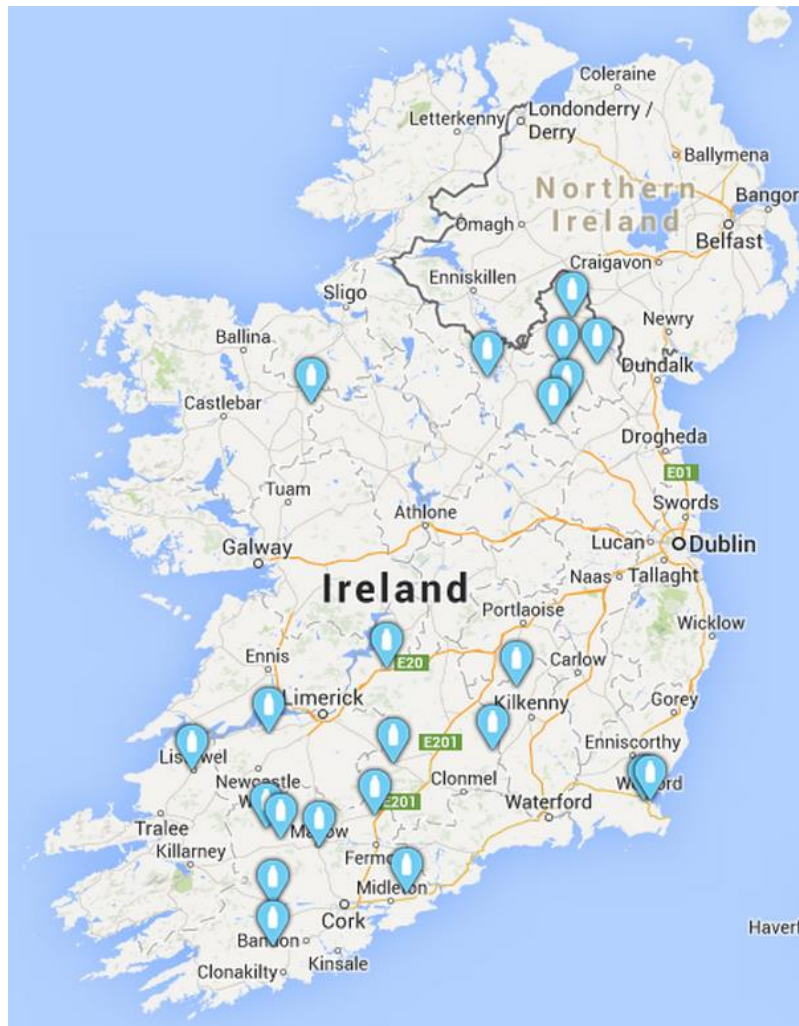 Coleraine
Londonderry /
Derry
Letterkenny
Ballymena
Northern
Ireland
Bangor
Omagh
Belfast
Craigavon
Enniskillen
Sligo
Newry
Ballina
Dundalk
Castlebar
Drogheda
E01
Tuam
Swords
Athlone
Galway
Lucan
Dublin
Naas
Tallaght
Ireland
Portlaoise
Wicklow
Ennis
E20
Carlow
Limerick
Kilkenny
Gorey
E201
Enniscorthy
Newcastle
Clonmel
E201
Waterford
Tralee
Killarney
Midleton
Cork
Kinsale
Clonakilty
Haverf